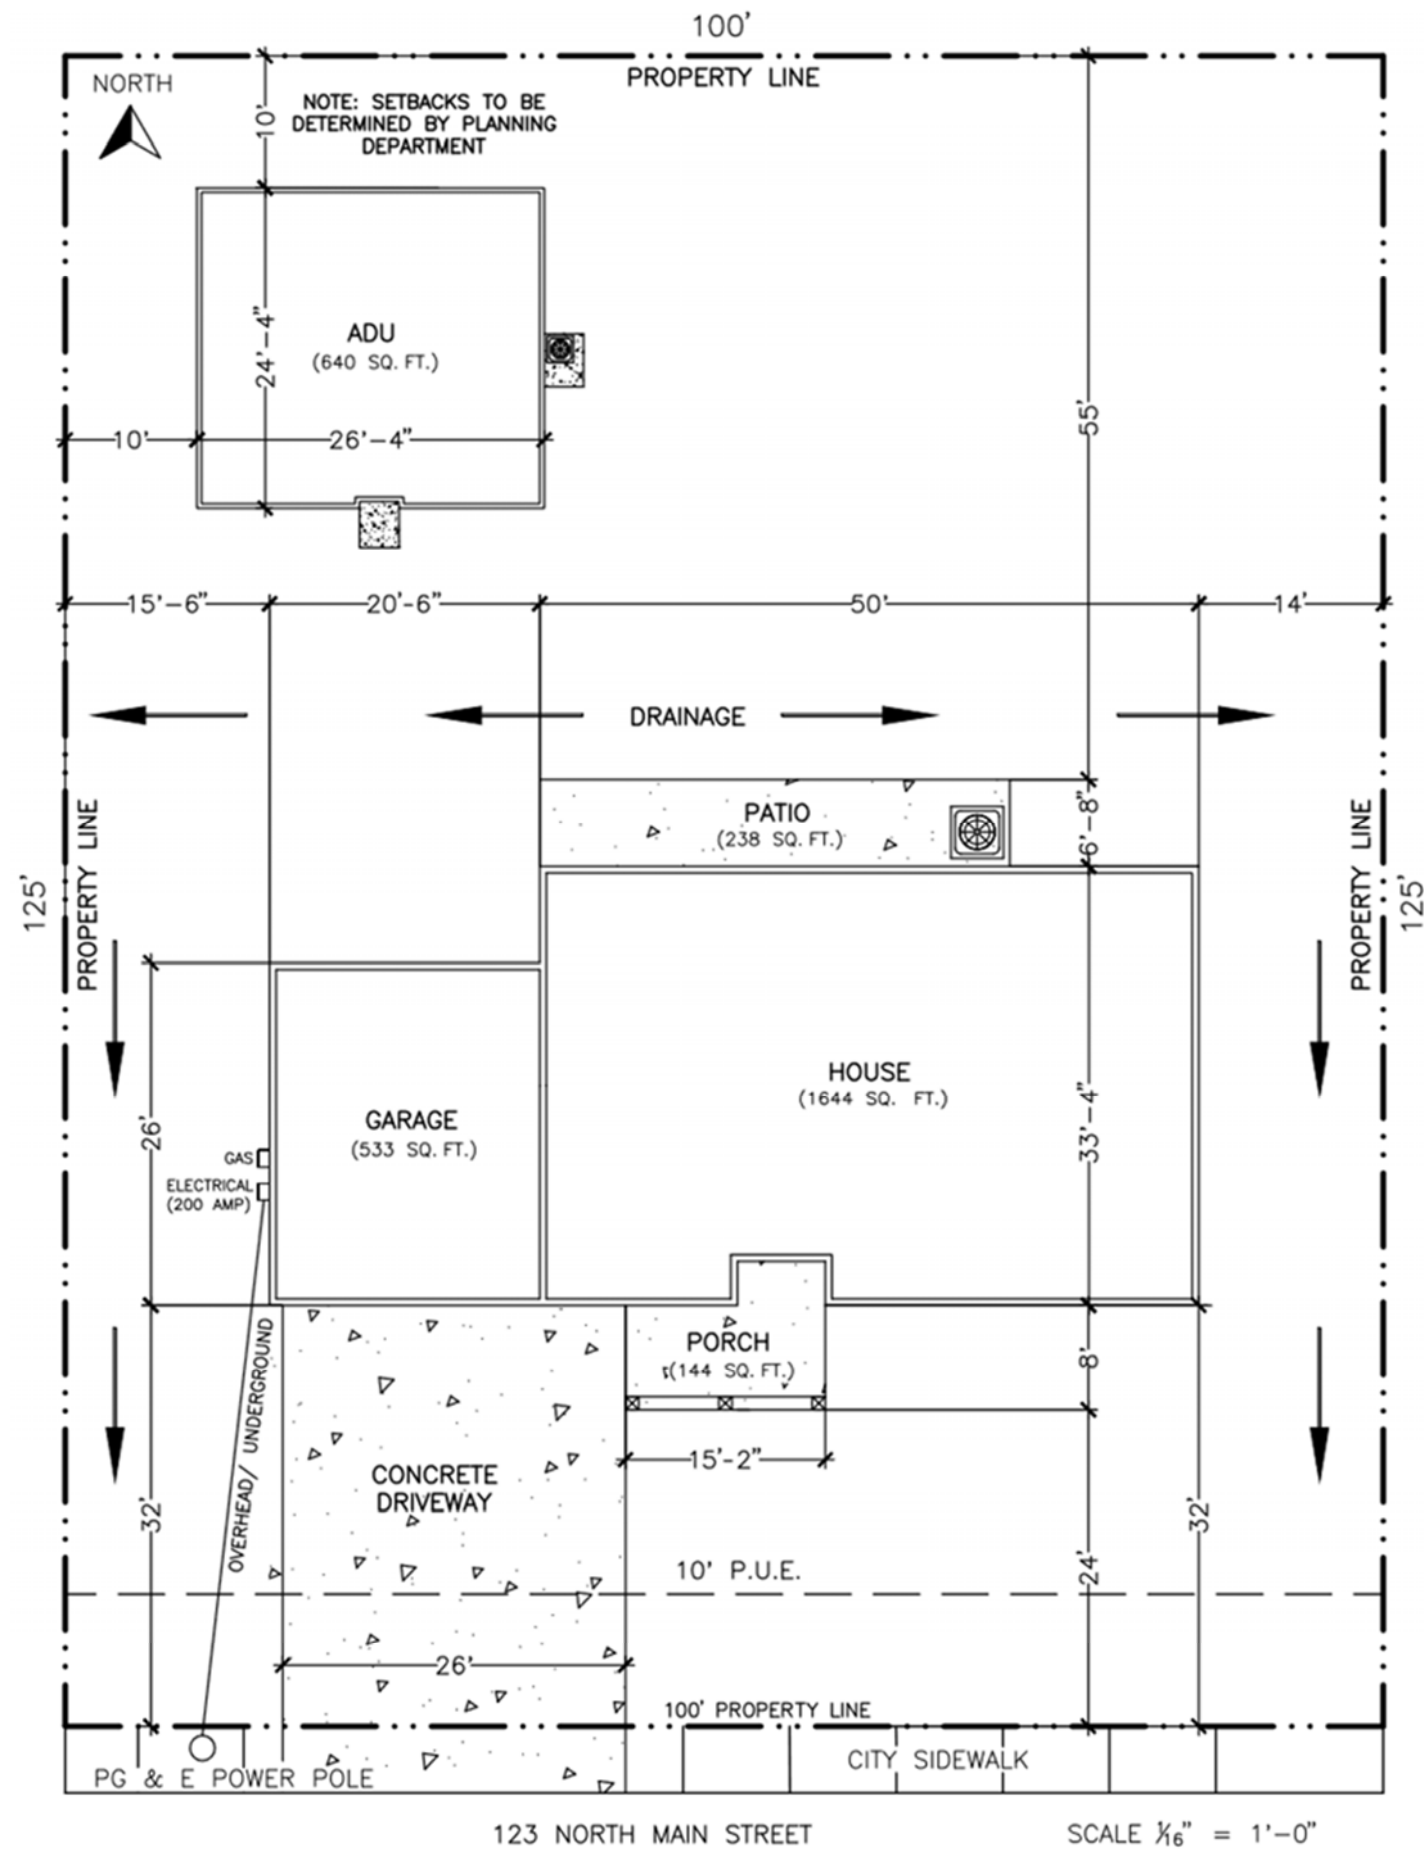 100'
PROPERTY LINE
NORTH
10'
NOTE: SETBACKS TO BE
DETERMINED BY PLANNING
DEPARTMENT
ADU
(640 SQ. FT.)
24'-4"
10'
26'-4"
55'
15'-6"
20'-6"
50'
14'
DRAINAGE
PATIO
(238 SQ. FT.)
6'-8"
PROPERTY LINE
125'
PROPERTY LINE
125'
HOUSE
(1644 SQ. FT.)
33'-4"
GARAGE
(533 SQ. FT.)
26'
GAS
ELECTRICAL
(200 AMP)
PORCH
(144 SQ. FT.)
8'
15'-2"
OVERHEAD/ UNDERGROUND
CONCRETE
DRIVEWAY
32'
32'
24'
10' P.U.E.
26'
100' PROPERTY LINE
CITY SIDEWALK
PG & E POWER POLE
123 NORTH MAIN STREET
SCALE 1/16" = 1'-0"